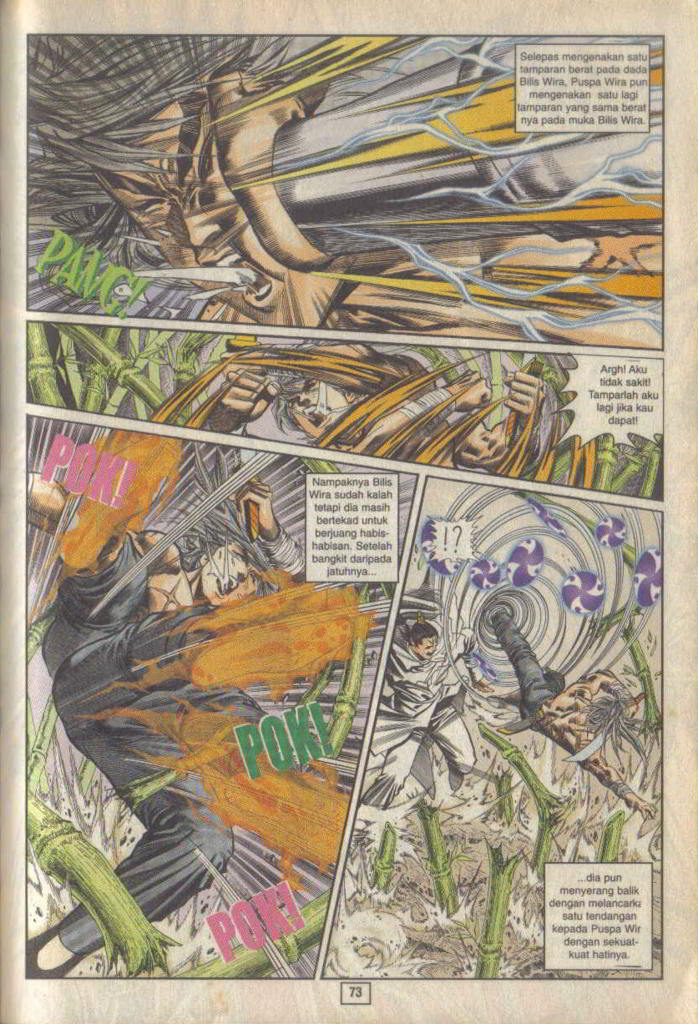 Selepas mengenakan satu
tamparan berat pada dada
Bilis Wira, Puspa Wira pun
mengenakan satu lagi
tamparan yang sama berat
nya pada muka Bilis Wira.
PANG!
Argh! Aku
tidak sakit!
Tamparlah aku
lagi jika kau
dapat!
POK!
Nampaknya Bilis
Wira sudah kalah
tetapi dia masih
bertekad untuk
berjuang habis-
habisan. Setelah
bangkit daripada
jatuhnya...
POK!
POK!
!?
...dia pun
menyerang balik
dengan melancarka
satu tendangan
kepada Puspa Wir
dengan sekuat-
kuat hatinya.
73